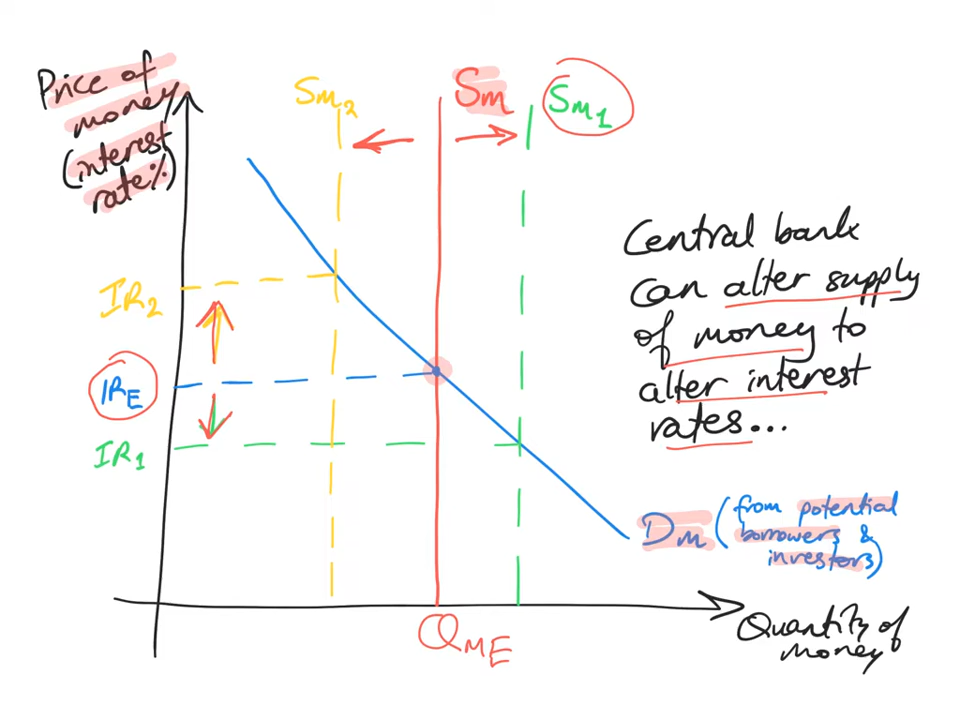 Price of
money
(interest
rate%)
Sm2
Sm
Sm1
IR2
IRE
IR1
Central bank
can alter supply
of money to
alter interest
rates...
Dm (from potential
borrowers &
investors)
QME
Quantity of
money